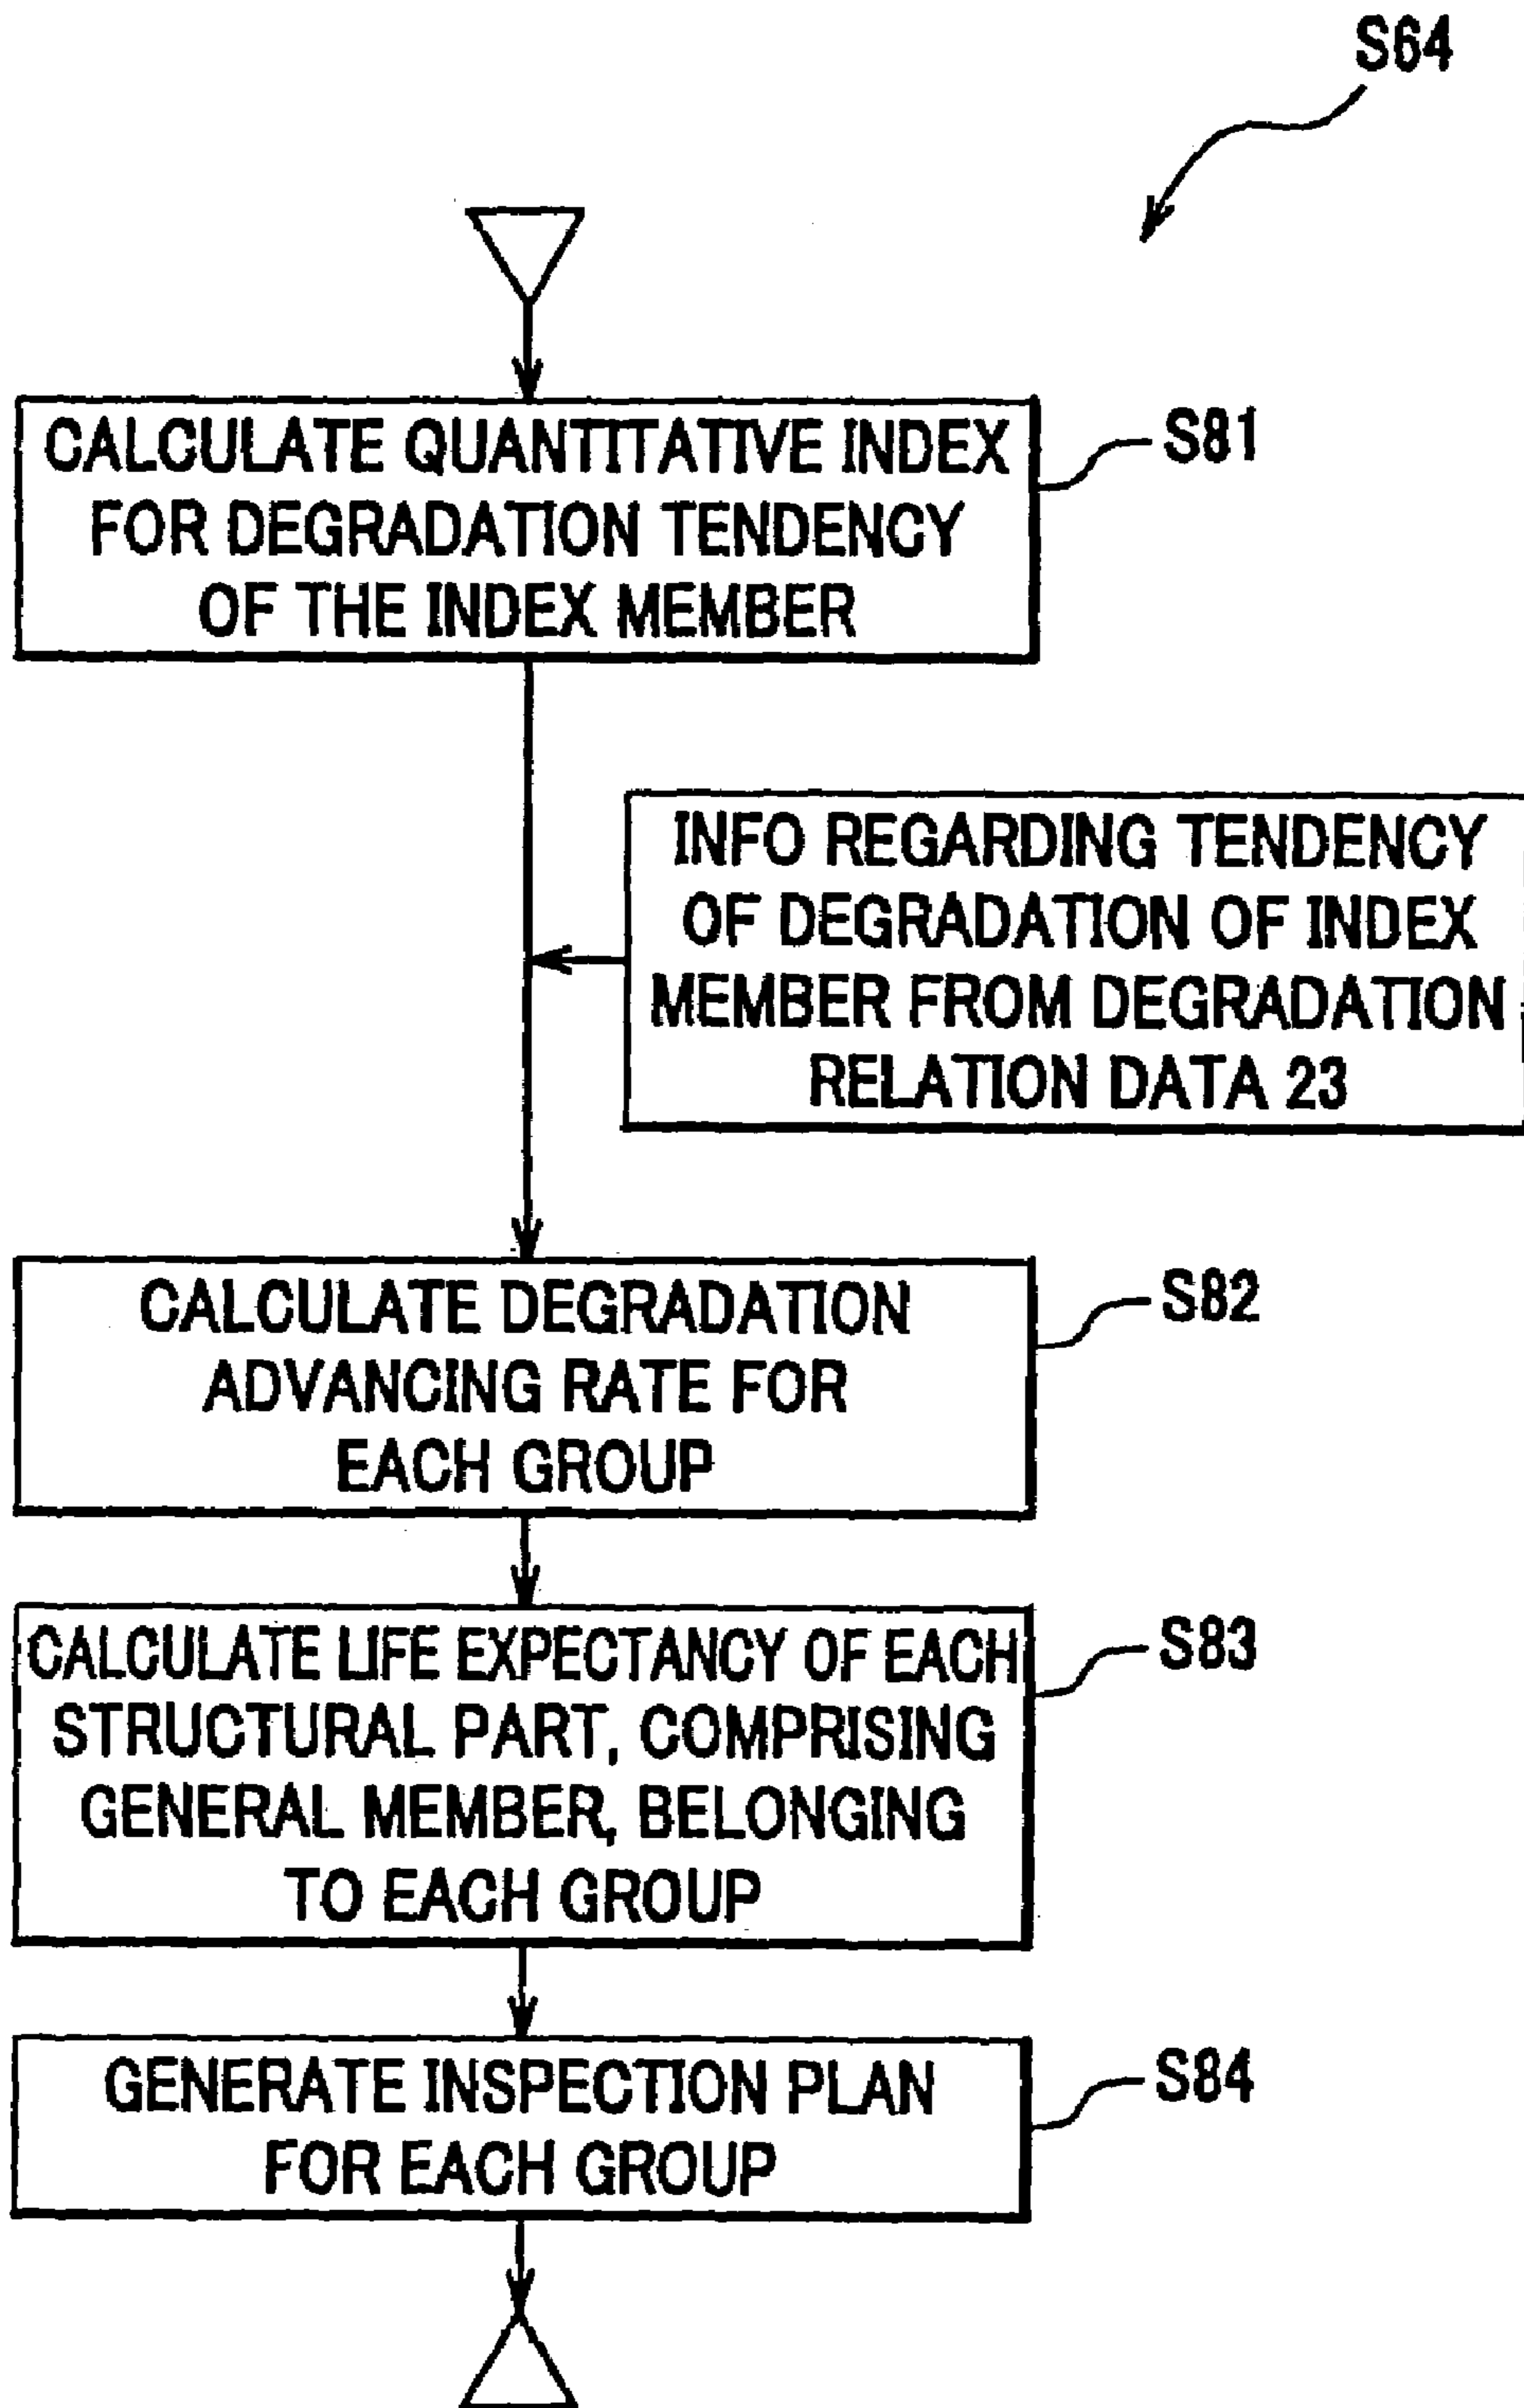 S64
CALCULATE QUANTITATIVE INDEX
FOR DEGRADATION TENDENCY
OF THE INDEX MEMBER
S81
INFO REGARDING TENDENCY
OF DEGRADATION OF INDEX
MEMBER FROM DEGRADATION
RELATION DATA 23
CALCULATE DEGRADATION
ADVANCING RATE FOR
EACH GROUP
S82
CALCULATE LIFE EXPECTANCY OF EACH
STRUCTURAL PART, COMPRISING
GENERAL MEMBER, BELONGING
TO EACH GROUP
S83
GENERATE INSPECTION PLAN
FOR EACH GROUP
S84